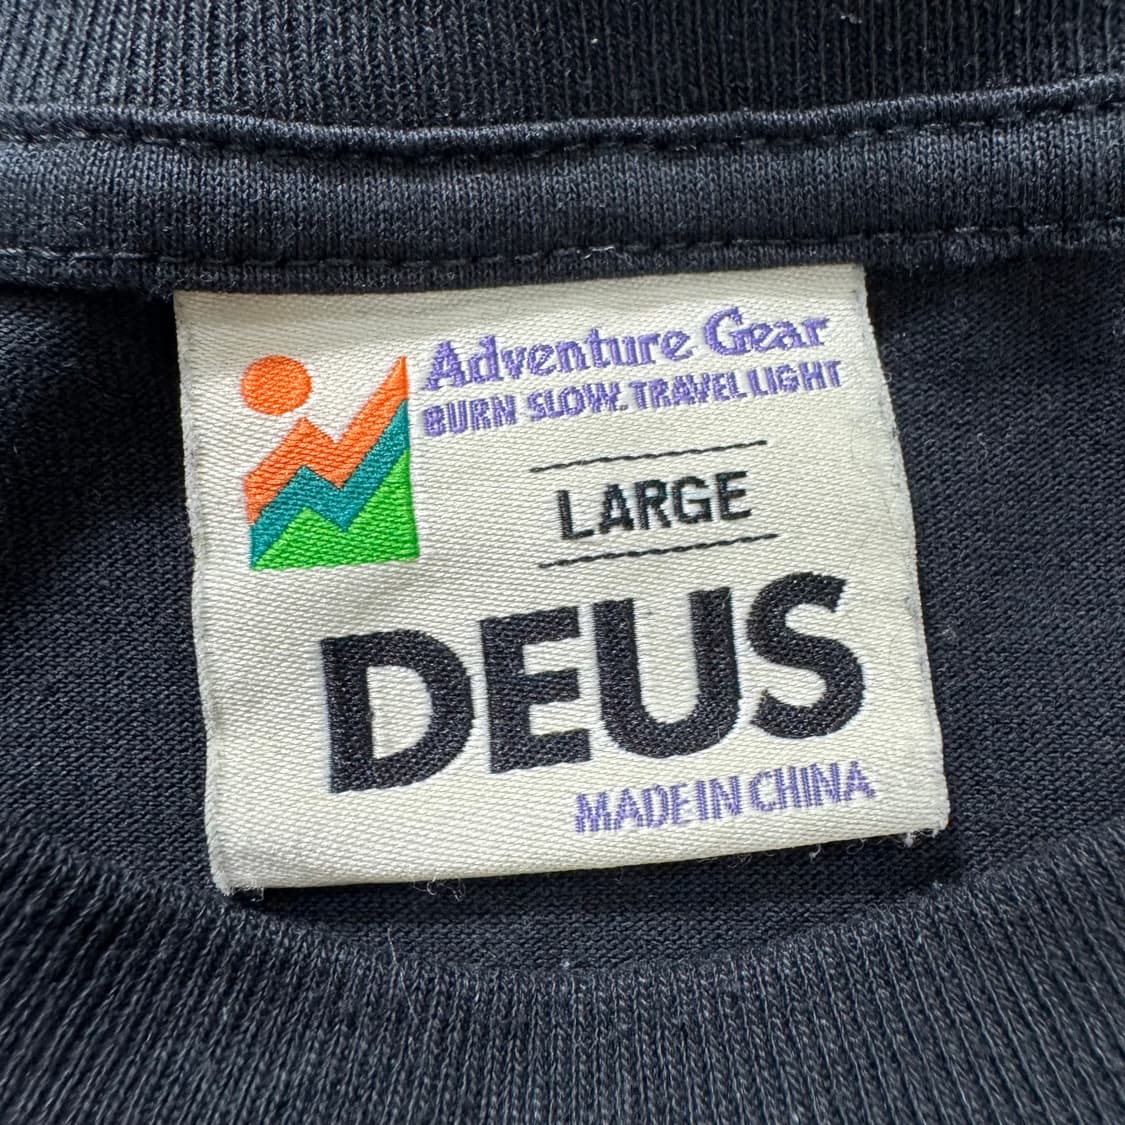 Adventure Gear
BURN SLOW. TRAVEL LIGHT
LARGE
DEUS
MADE IN CHINA